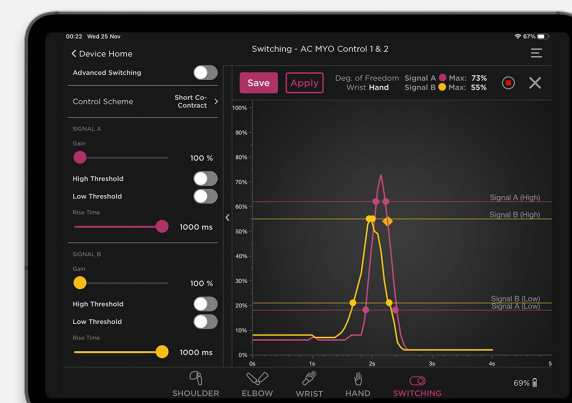 00:22 Wed 25 Nov
67%
Device Home
Switching - AC MYO Control 1 & 2
Advanced Switching
Control Scheme
Short Co-
Contract
SIGNAL A
Gain
100 %
High Threshold
Low Threshold
Rise Time
1000 ms
SIGNAL B
Gain
100 %
High Threshold
Low Threshold
Rise Time
1000 ms
Save
Apply
Deg. of Freedom
Wrist Hand
Signal A Max: 73%
Signal B Max: 55%
100%
90%
80%
70%
60%
50%
40%
30%
20%
10%
0%
Signal A (High)
Signal B (High)
Signal B (Low)
Signal A (Low)
0s
1s
2s
3s
4s
5
SHOULDER
ELBOW
WRIST
HAND
SWITCHING
69%